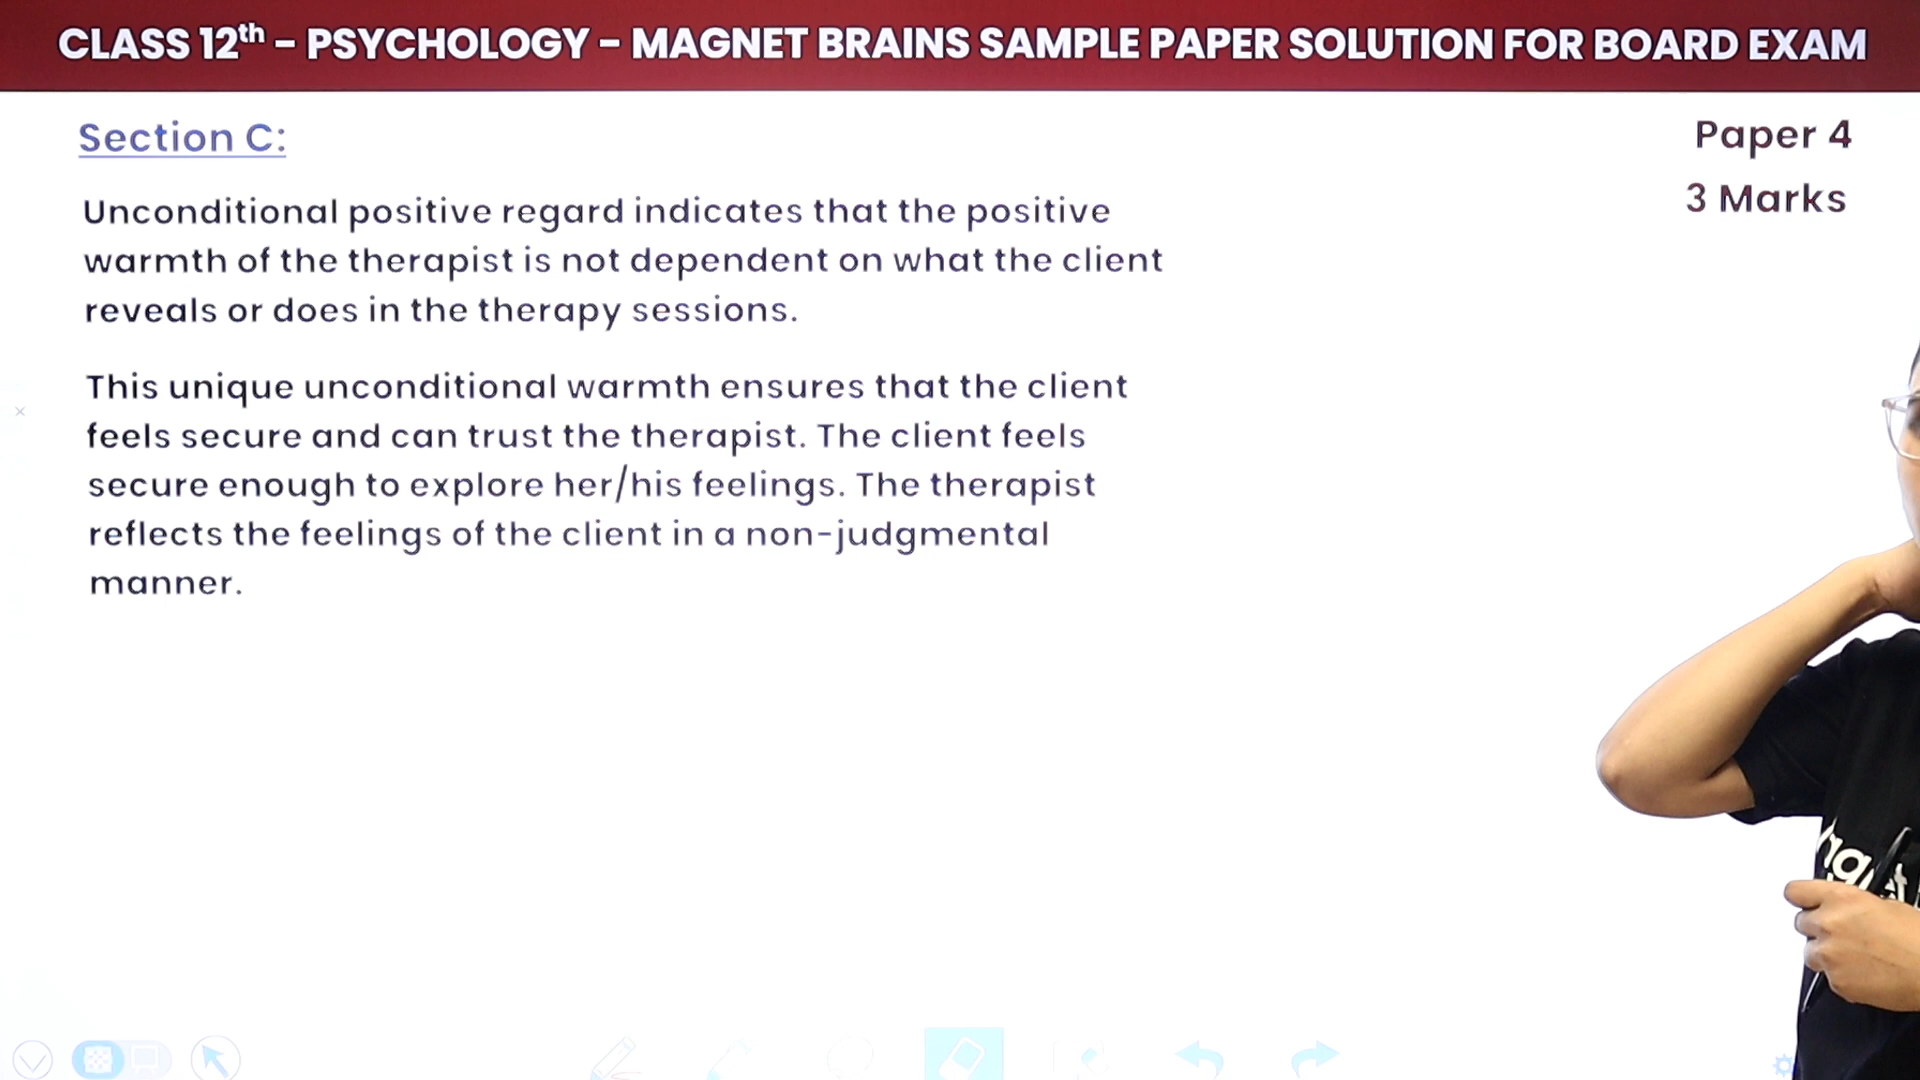 CLASS 12th - PSYCHOLOGY - MAGNET BRAINS SAMPLE PAPER SOLUTION FOR BOARD EXAM
Section C:
Paper 4
3 Marks
Unconditional positive regard indicates that the positive
warmth of the therapist is not dependent on what the client
reveals or does in the therapy sessions.
This unique unconditional warmth ensures that the client
feels secure and can trust the therapist. The client feels
secure enough to explore her/his feelings. The therapist
reflects the feelings of the client in a non-judgmental
manner.